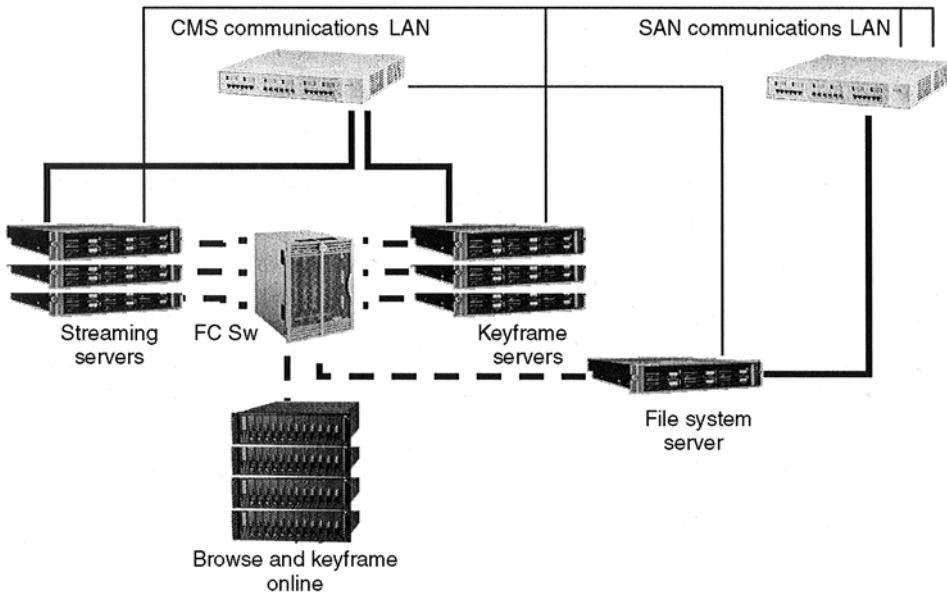 CMS communications LAN
SAN communications LAN
Streaming
servers
FC Sw
Keyframe
servers
File system
server
Browse and keyframe
online